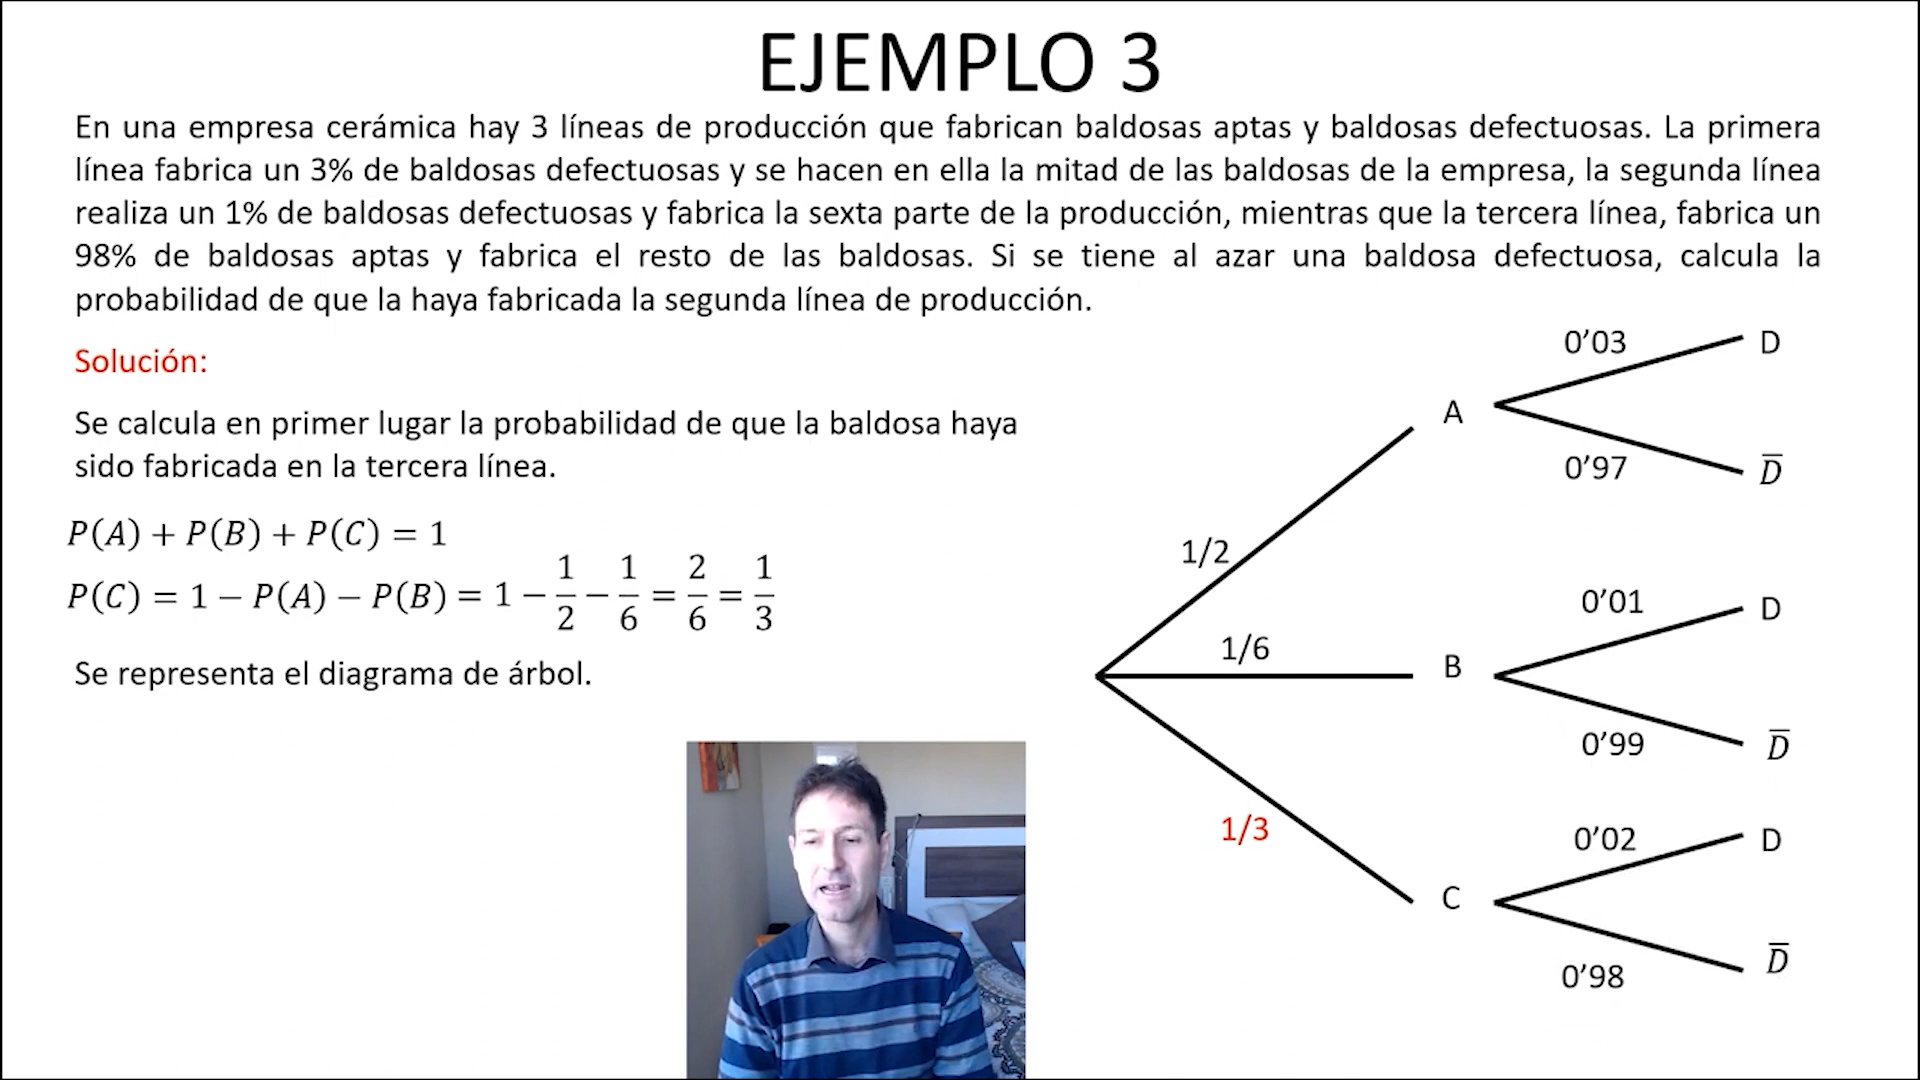 EJEMPLO 3
En una empresa cerámica hay 3 líneas de producción que fabrican baldosas aptas y baldosas defectuosas. La primera
línea fabrica un 3% de baldosas defectuosas y se hacen en ella la mitad de las baldosas de la empresa, la segunda línea
realiza un 1% de baldosas defectuosas y fabrica la sexta parte de la producción, mientras que la tercera línea, fabrica un
98% de baldosas aptas y fabrica el resto de las baldosas. Si se tiene al azar una baldosa defectuosa, calcula la
probabilidad de que la haya fabricada la segunda línea de producción.
Solución:
Se calcula en primer lugar la probabilidad de que la baldosa haya
sido fabricada en la tercera línea.
P(A) + P(B) + P(C) = 1
P(C) = 1 − P(A) − P(B) = 1 − 1/2 − 1/6 = 2/6 = 1/3
Se representa el diagrama de árbol.
0’03 D
A
0’97 D̅
1/2
0’01 D
1/6 B
0’99 D̅
1/3
0’02 D
C
0’98 D̅